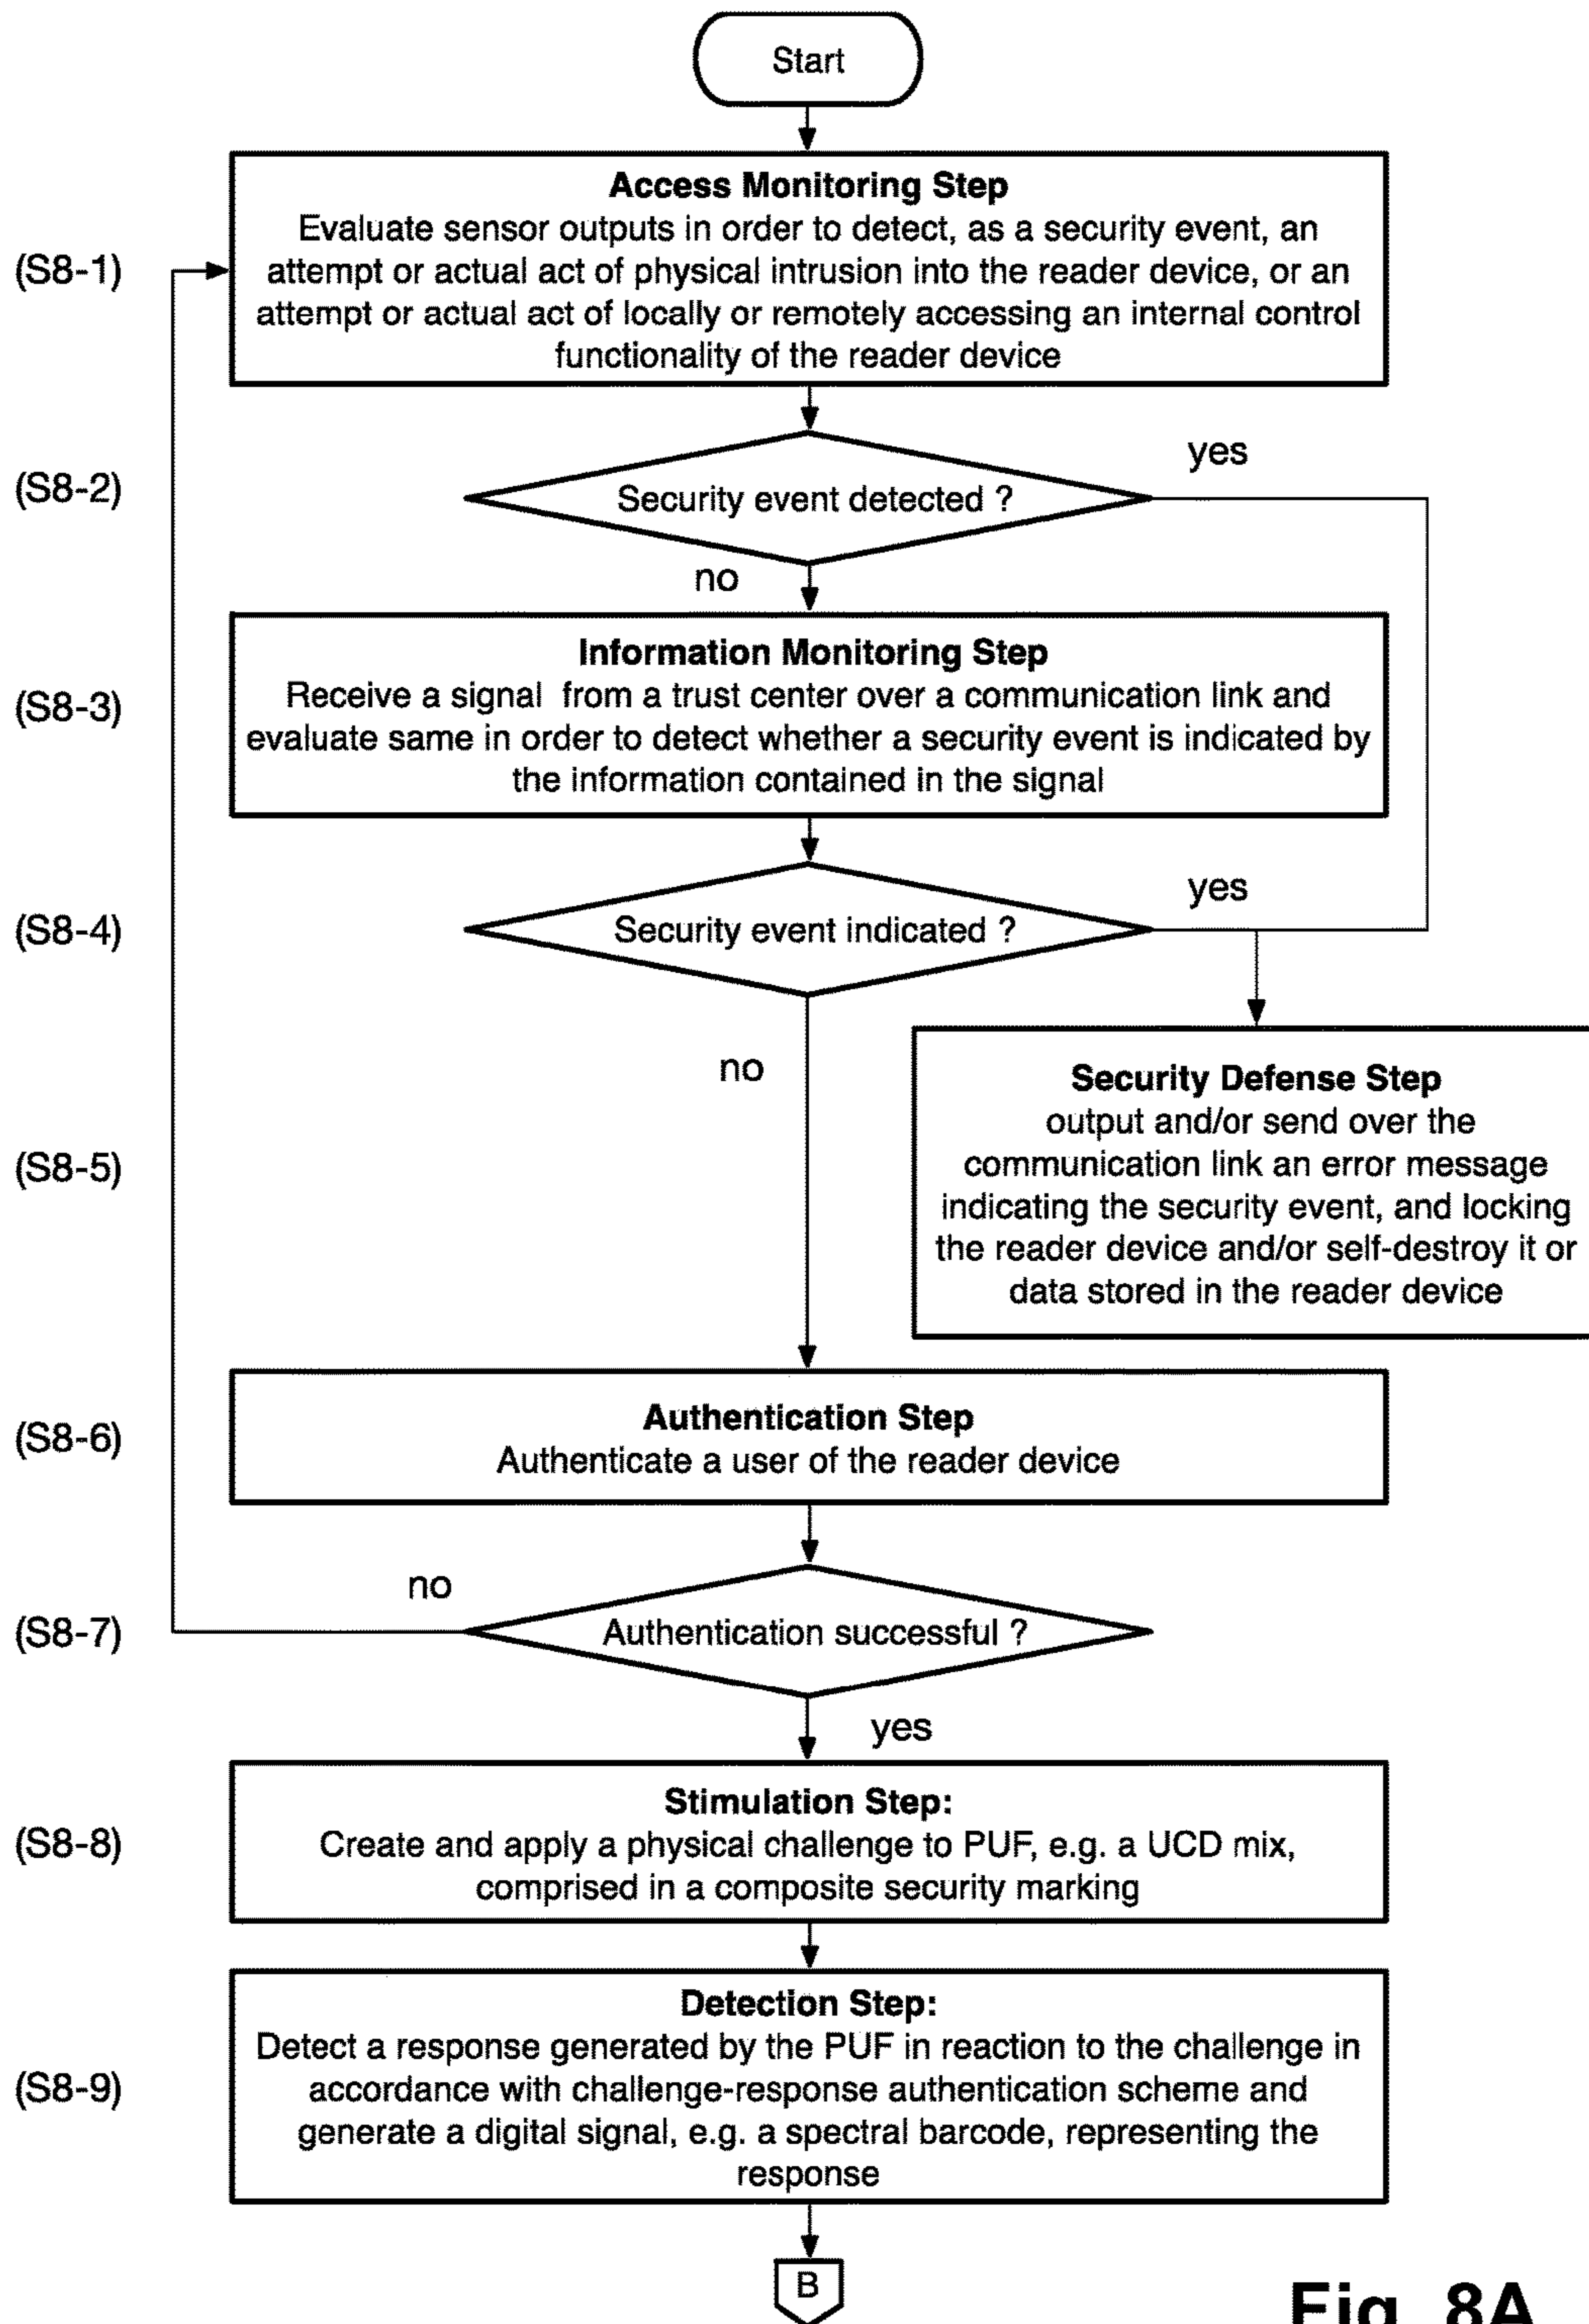 Start
Access Monitoring Step
Evaluate sensor outputs in order to detect, as a security event, an
(S8-1)
attempt or actual act of physical intrusion into the reader device, or an
attempt or actual act of locally or remotely accessing an internal control
functionality of the reader device
yes
(S8-2)
Security event detected ?
no
Information Monitoring Step
(S8-3)
Receive a signal from a trust center over a communication link and
evaluate same in order to detect whether a security event is indicated by
the information contained in the signal
yes
(S8-4)
Security event indicated ?
no
Security Defense Step
output and/or send over the
(S8-5)
communication link an error message
indicating the security event, and locking
the reader device and/or self-destroy it or
data stored in the reader device
Authentication Step
(S8-6)
Authenticate a user of the reader device
no
(S8-7)
Authentication successful ?
yes
Stimulation Step:
(S8-8)
Create and apply a physical challenge to PUF, e.g. a UCD mix,
comprised in a composite security marking
Detection Step:
Detect a response generated by the PUF in reaction to the challenge in
(S8-9)
accordance with challenge-response authentication scheme and
generate a digital signal, e.g. a spectral barcode, representing the
response
B
Fig. 8A